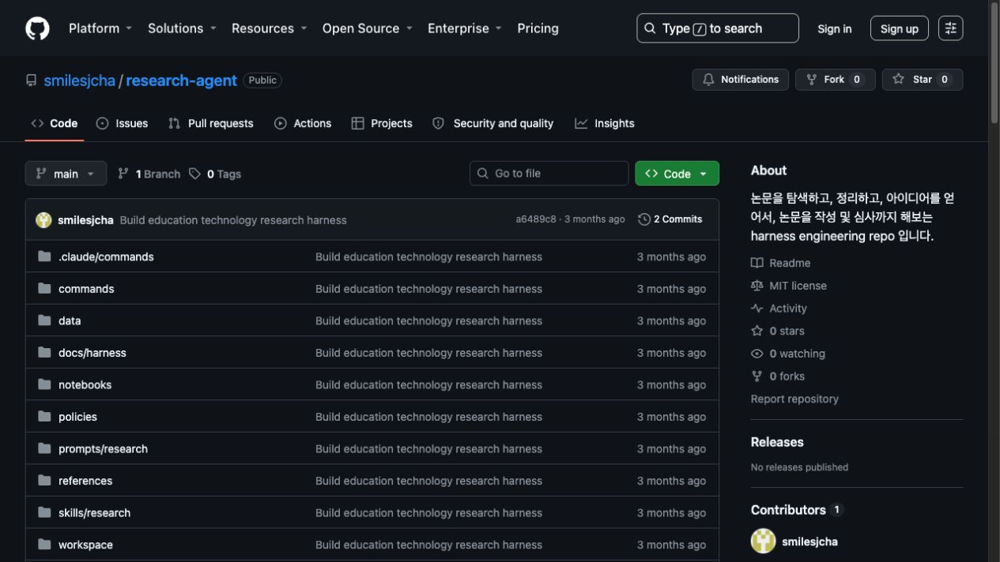 Platform Solutions Resources Open Source Enterprise Pricing Type / to search Sign in Sign up
smilesjcha / research-agent Public Notifications Fork 0 Star 0
Code Issues Pull requests Actions Projects Security and quality Insights
main 1 Branch 0 Tags Go to file Code
smilesjcha Build education technology research harness a6489c8 · 3 months ago 2 Commits
.claude/commands Build education technology research harness 3 months ago
commands Build education technology research harness 3 months ago
data Build education technology research harness 3 months ago
docs/harness Build education technology research harness 3 months ago
notebooks Build education technology research harness 3 months ago
policies Build education technology research harness 3 months ago
prompts/research Build education technology research harness 3 months ago
references Build education technology research harness 3 months ago
skills/research Build education technology research harness 3 months ago
workspace Build education technology research harness 3 months ago
About
논문을 탐색하고, 정리하고, 아이디어를 얻
어서, 논문을 작성 및 심사까지 해보는
harness engineering repo 입니다.
Readme
MIT license
Activity
0 stars
0 watching
0 forks
Report repository
Releases
No releases published
Contributors 1
smilesjcha